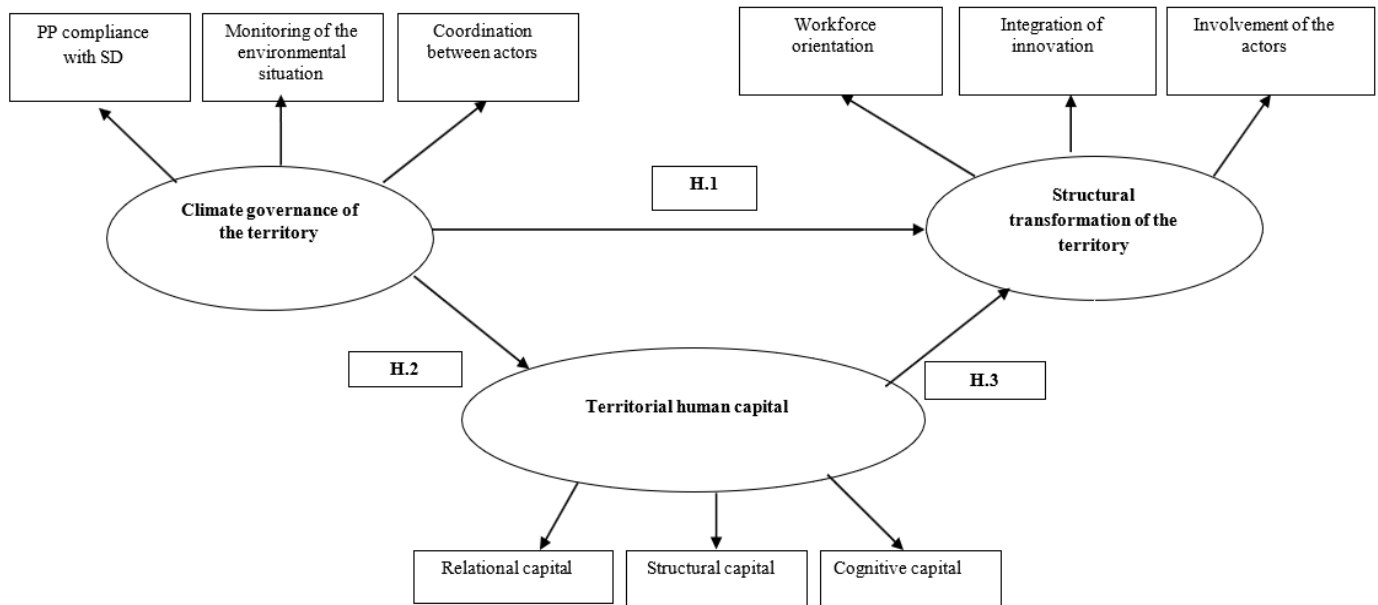 PP compliance
with SD
Monitoring of the
environmental
situation
Coordination
between actors
Workforce
orientation
Integration of
innovation
Involvement of the
actors
H.1
Climate governance of
the territory
Structural
transformation of the
territory
H.2
H.3
Territorial human capital
Relational capital
Structural capital
Cognitive capital